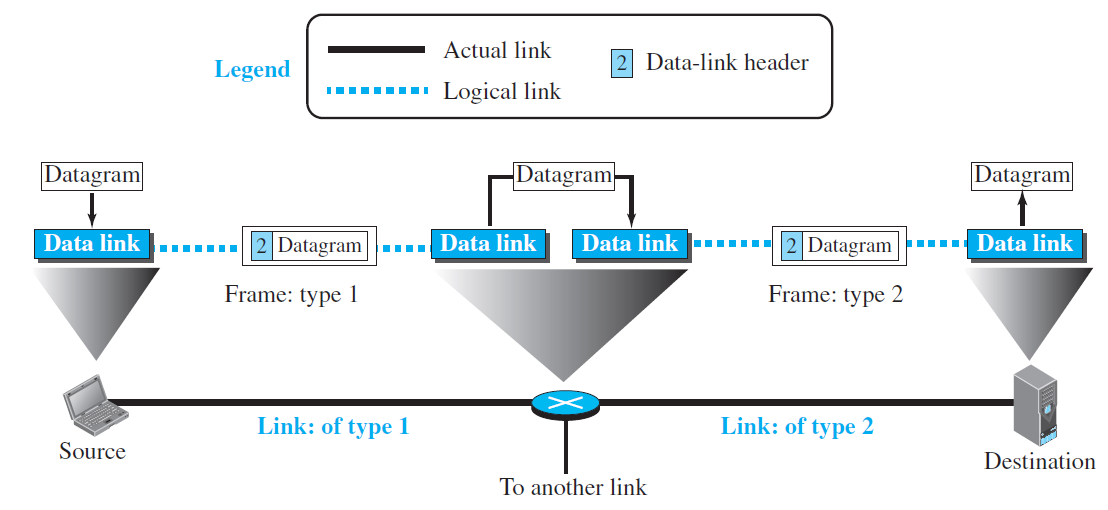 Legend
Actual link
Logical link
2 Data-link header
Datagram
Datagram
Datagram
Data link
2 Datagram
Data link
Data link
2 Datagram
Data link
Frame: type 1
Frame: type 2
Link: of type 1
Link: of type 2
Source
Destination
To another link